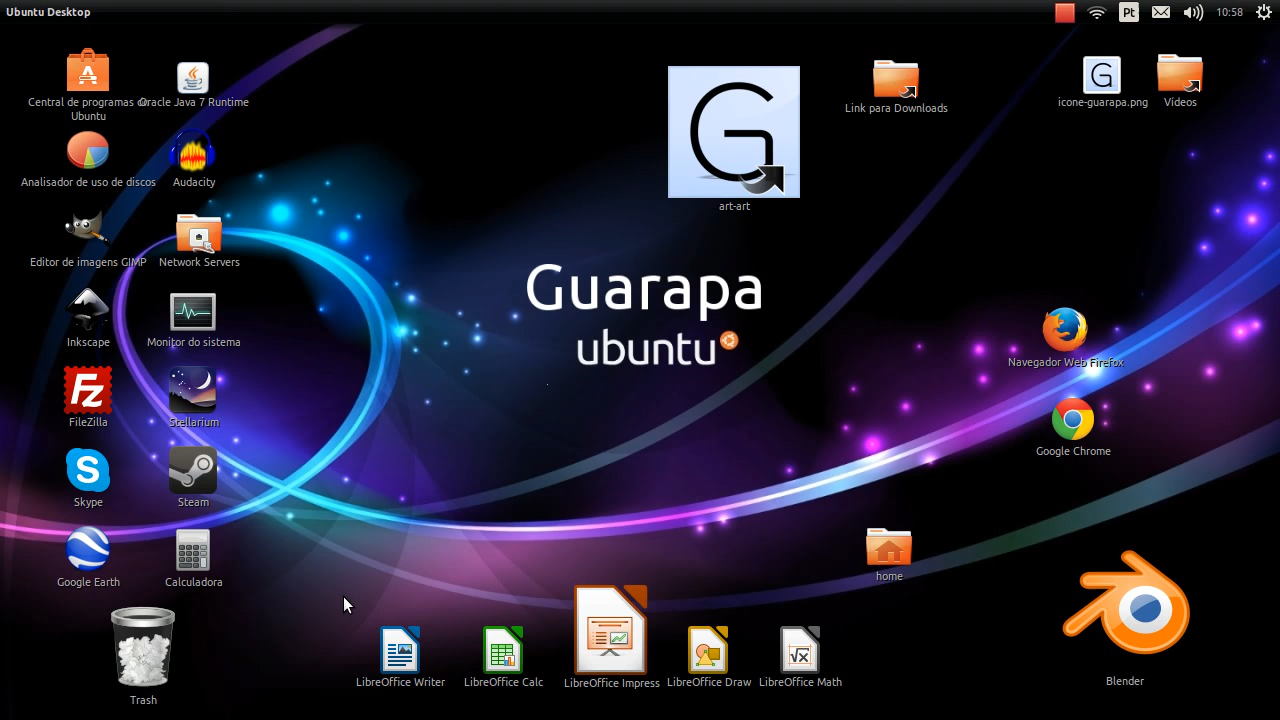 Ubuntu Desktop
Pt
10:58
Central de programas do
Ubuntu
Oracle Java 7 Runtime
G
art-art
Link para Downloads
G
icone-guarapa.png
Vídeos
Analisador de uso de discos
Audacity
Editor de imagens GIMP
Network Servers
Guarapa
ubuntu
Inkscape
Monitor do sistema
Navegador Web Firefox
Fz
FileZilla
Stellarium
Google Chrome
S
Skype
Steam
Google Earth
Calculadora
home
Trash
LibreOffice Writer
LibreOffice Calc
LibreOffice Impress
LibreOffice Draw
√x
LibreOffice Math
Blender